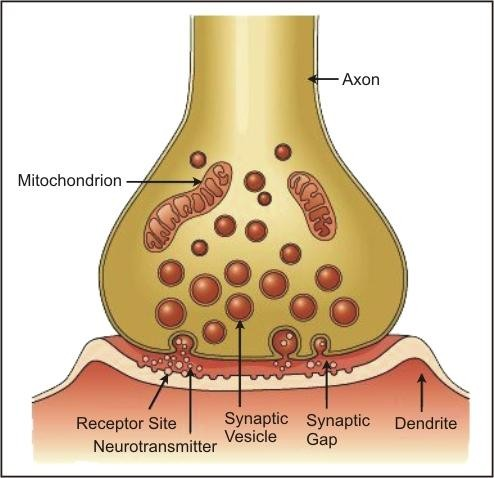 Axon
Mitochondrion
Receptor Site
Neurotransmitter
Synaptic
Vesicle
Synaptic
Gap
Dendrite